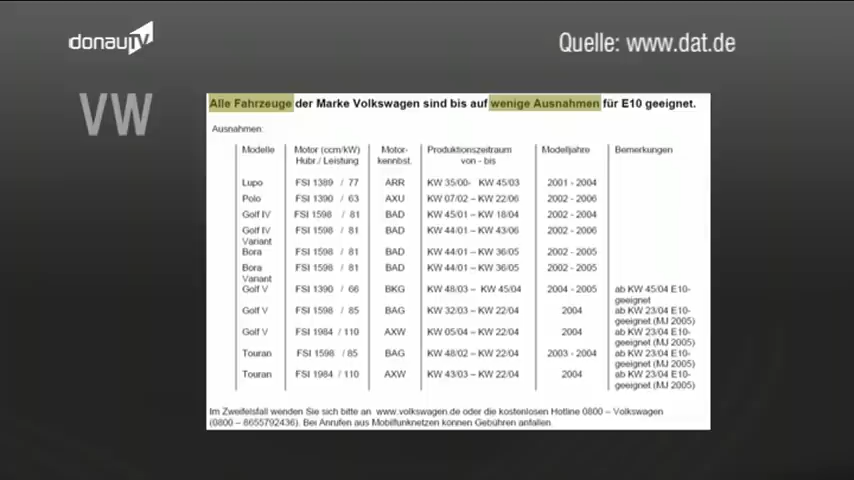 donauTV
Quelle: www.dat.de
VW
Alle Fahrzeuge der Marke Volkswagen sind bis auf wenige Ausnahmen für E10 geeignet.
Ausnahmen:
Modelle Motor (ccm/kW) Motor- Produktionszeitraum Modelljahre Bemerkungen
Hubr./ Leistung kennbst. von - bis
Lupo FSI 1389 / 77 ARR KW 35/00- KW 45/03 2001 - 2004
Polo FSI 1390 / 63 AXU KW 07/02 – KW 22/06 2002 - 2006
Golf IV FSI 1598 / 81 BAD KW 45/01 – KW 18/04 2002 - 2004
Golf IV FSI 1598 / 81 BAD KW 44/01 – KW 43/06 2002 - 2006
Variant
Bora FSI 1598 / 81 BAD KW 44/01 – KW 36/05 2002 - 2005
Bora FSI 1598 / 81 BAD KW 44/01 – KW 36/05 2002 - 2005
Variant
Golf V FSI 1390 / 66 BKG KW 48/03 – KW 45/04 2004 - 2005 ab KW 45/04 E10-
geeignet
Golf V FSI 1598 / 85 BAG KW 32/03 – KW 22/04 2004 ab KW 23/04 E10-
geeignet (MJ 2005)
Golf V FSI 1984 / 110 AXW KW 05/04 – KW 22/04 2004 ab KW 23/04 E10-
geeignet (MJ 2005)
Touran FSI 1598 / 85 BAG KW 48/02 – KW 22/04 2003 - 2004 ab KW 23/04 E10-
geeignet (MJ 2005)
Touran FSI 1984 / 110 AXW KW 43/03 – KW 22/04 2004 ab KW 23/04 E10-
geeignet (MJ 2005)
Im Zweifelsfall wenden Sie sich bitte an www.volkswagen.de oder die kostenlosen Hotline 0800 – Volkswagen
(0800 – 8655792436). Bei Anrufen aus Mobilfunknetzen können Gebühren anfallen